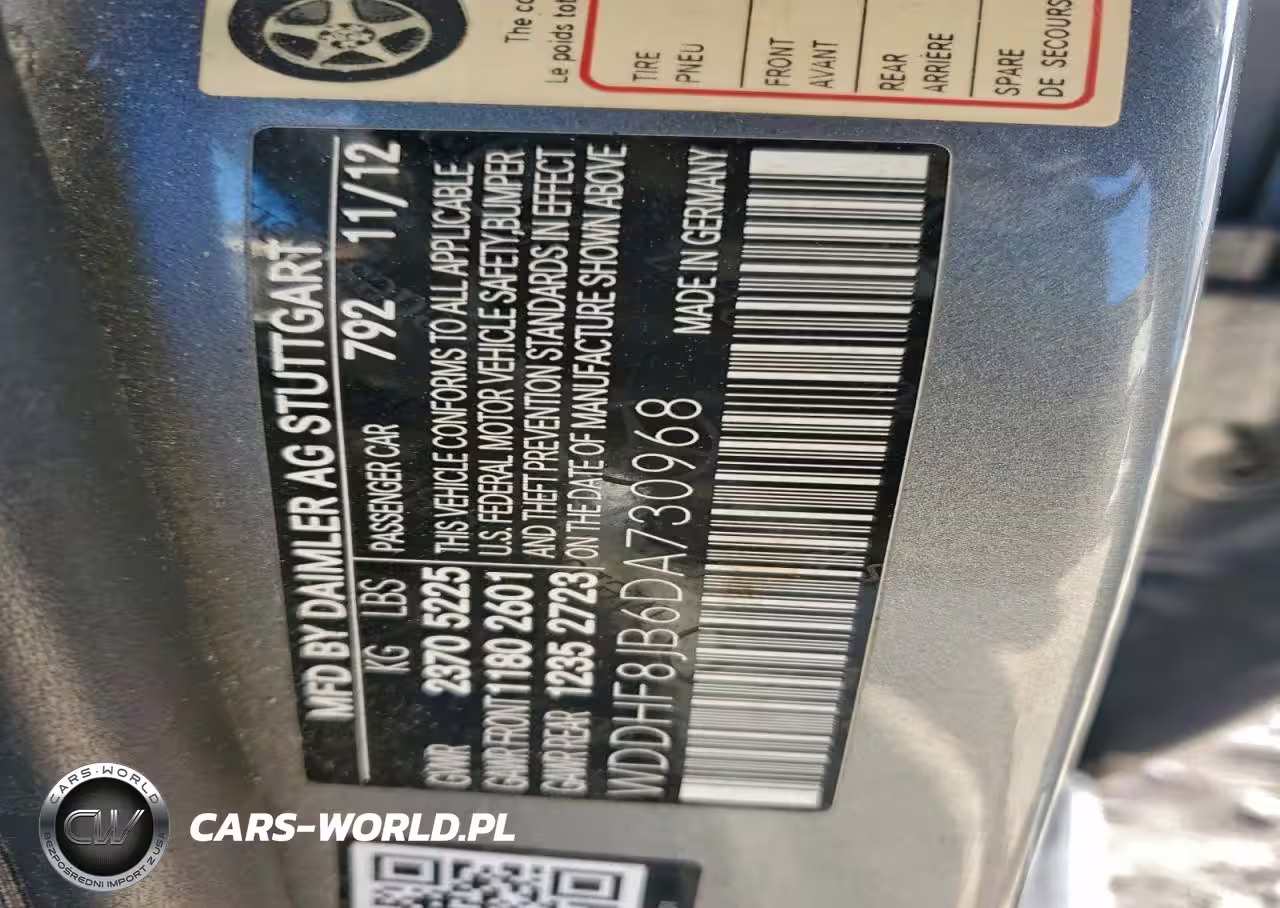 The co
Le poids tot
TIRE
PNEU
FRONT
AVANT
REAR
ARRIÈRE
SPARE
DE SECOURS
MFD BY DAIMLER AG STUTTGART
KG LBS PASSENGER CAR 792 11/12
GVWR 2370 5225 THIS VEHICLE CONFORMS TO ALL APPLICABLE
GAWR FRONT 1180 2601 U.S. FEDERAL MOTOR VEHICLE SAFETY,BUMPER
GAWR REAR 1235 2723 AND THEFT PREVENTION STANDARDS IN EFFECT
ON THE DATE OF MANUFACTURE SHOWN ABOVE
WDDHF8JB6DA730968 MADE IN GERMANY
CARS-WORLD
CW
BEZPOŚREDNI IMPORT Z USA
CARS-WORLD.PL